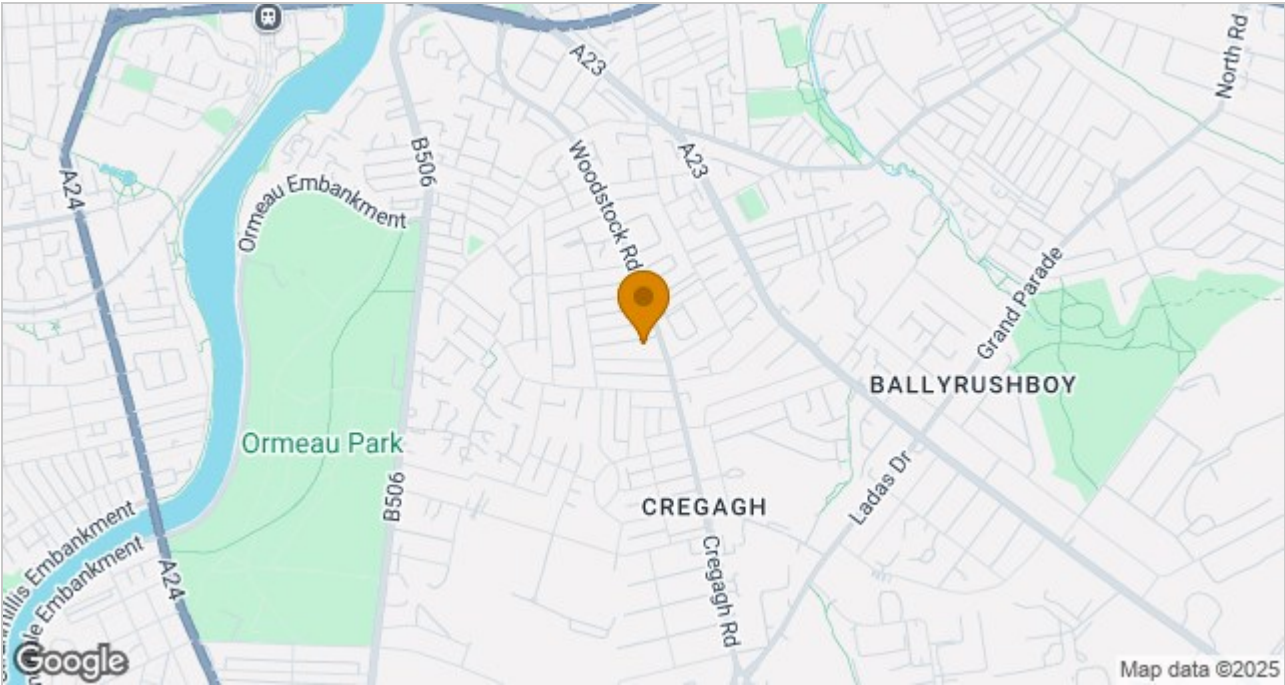 A23
North Rd
A24
B506
Woodstock Rd
A23
Ormeau Embankment
Grand Parade
BALLYRUSHBOY
Ormeau Park
B506
CREGAGH
Ladas Dr
Cregagh Rd
Embankment
Embankment
A24
Google
Map data ©2025